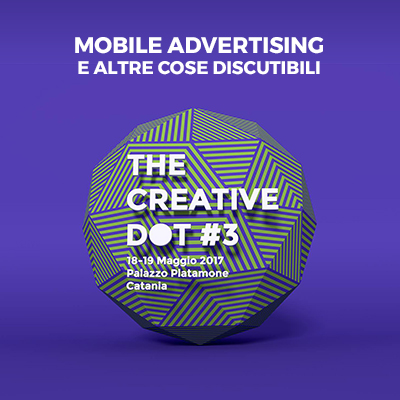 MOBILE ADVERTISING
E ALTRE COSE DISCUTIBILI
THE
CREATIVE
DOT #3
18-19 Maggio 2017
Palazzo Platamone
Catania